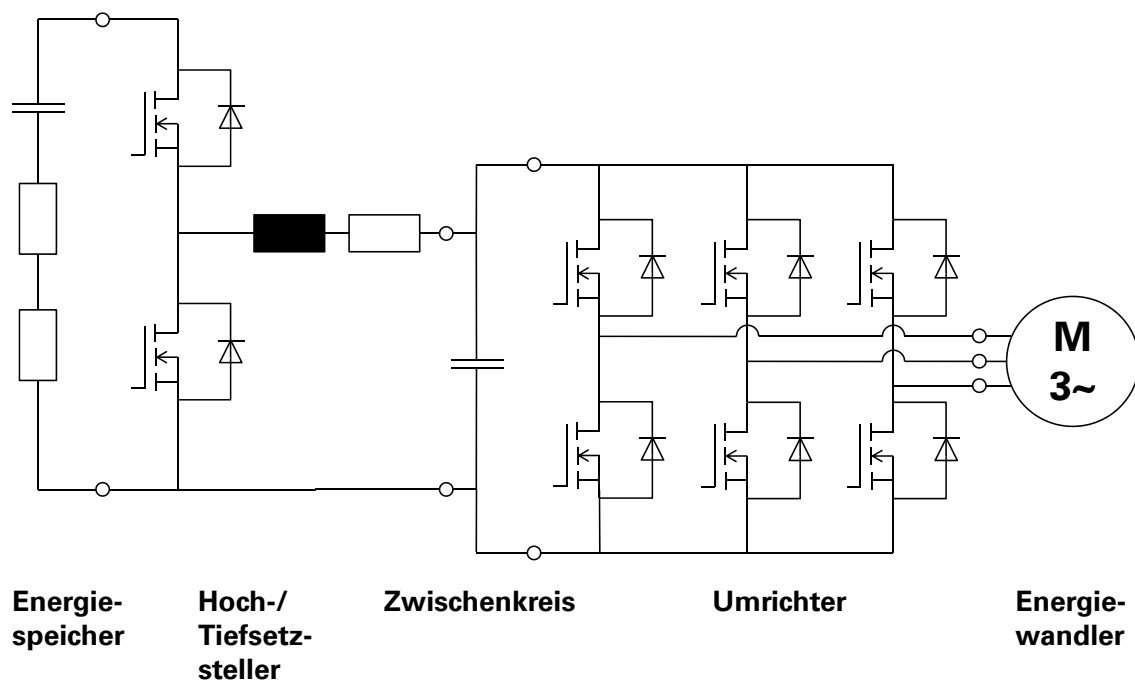 M
3~
Energie-
speicher
Hoch-/
Tiefsetz-
steller
Zwischenkreis
Umrichter
Energie-
wandler